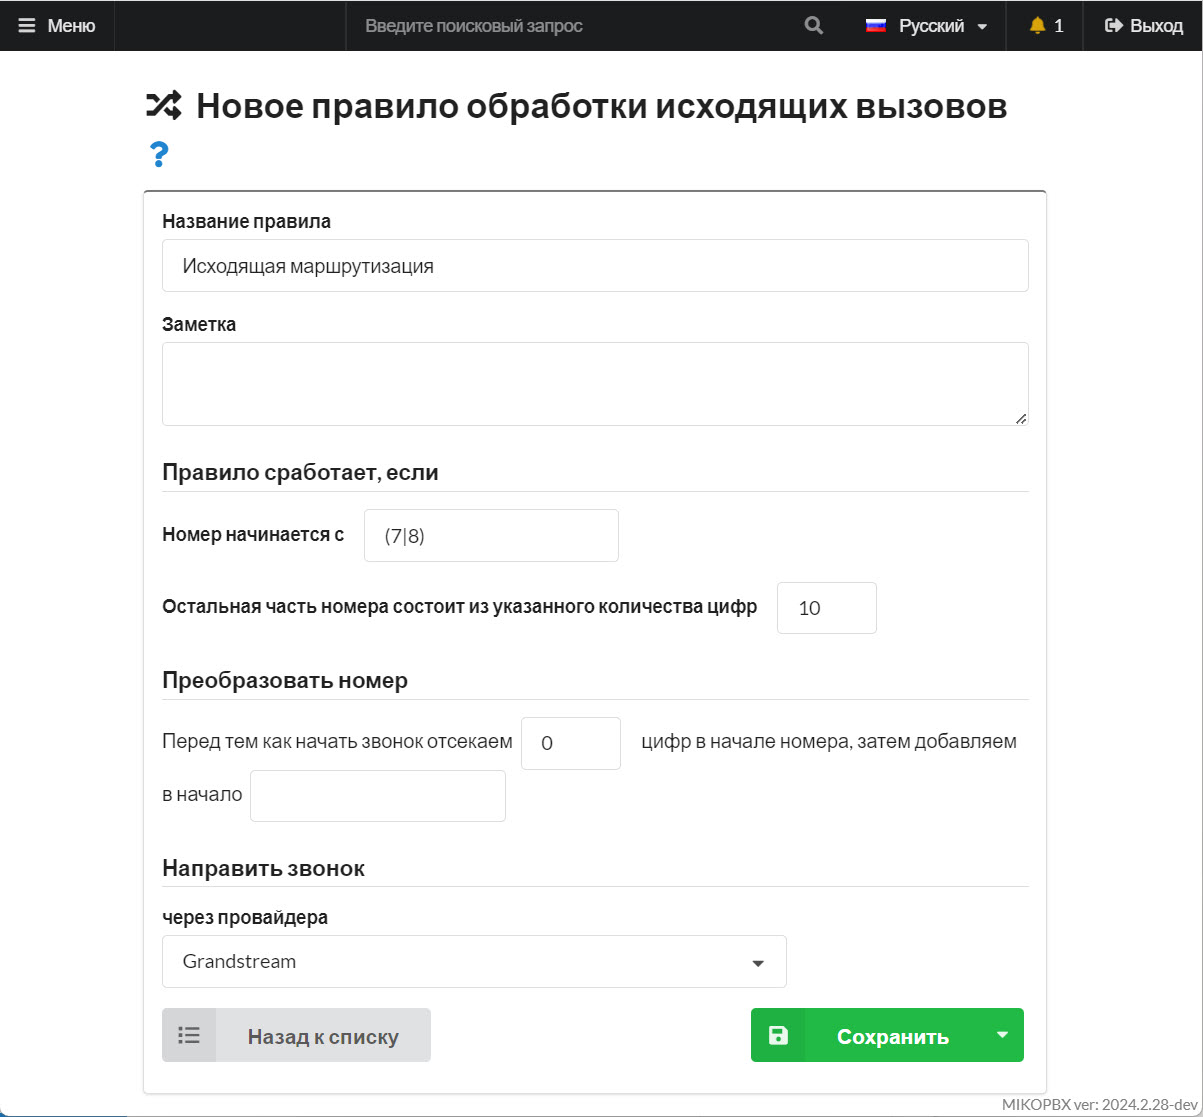 Меню
Введите поисковый запрос
Русский
1
Выход
Новое правило обработки исходящих вызовов
?
Название правила
Исходящая маршрутизация
Заметка
Правило сработает, если
Номер начинается с
(7|8)
Остальная часть номера состоит из указанного количества цифр
10
Преобразовать номер
Перед тем как начать звонок отсекаем 0 цифр в начале номера, затем добавляем
в начало
Направить звонок
через провайдера
Grandstream
Назад к списку
Сохранить
MIKOPBX ver: 2024.2.28-dev